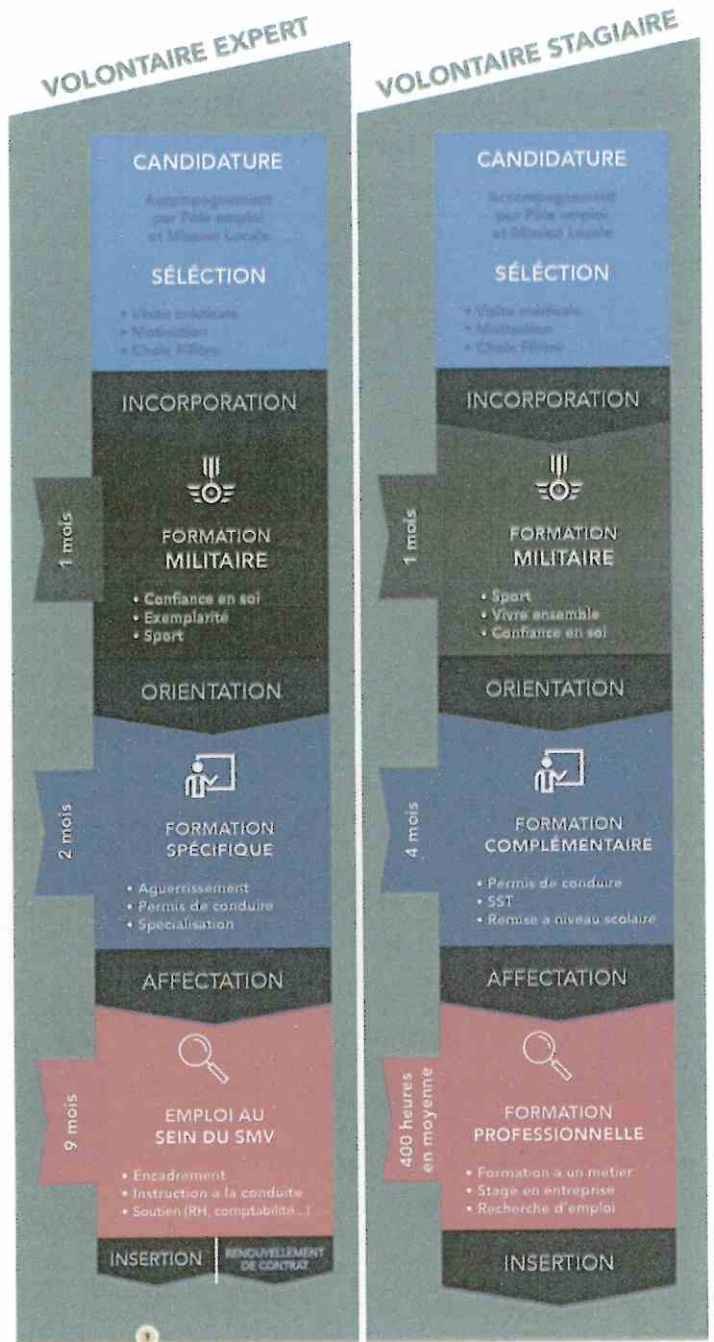 VOLONTAIRE EXPERT
CANDIDATURE
Accompagnement
par Pôle emploi
et Mission Locale
SÉLÉCTION
• Visite médicale
• Motivation
• Choix Filière
INCORPORATION
1 mois
FORMATION
MILITAIRE
• Confiance en soi
• Exemplarité
• Sport
ORIENTATION
2 mois
FORMATION
SPÉCIFIQUE
• Aguerrissement
• Permis de conduire
• Spécialisation
AFFECTATION
9 mois
EMPLOI AU
SEIN DU SMV
• Encadrement
• Instruction a la conduite
• Soutien (RH, comptabilité...)
INSERTION
RENOUVELLEMENT
DE CONTRAT
VOLONTAIRE STAGIAIRE
CANDIDATURE
Accompagnement
par Pôle emploi
et Mission Locale
SÉLÉCTION
• Visite médicale
• Motivation
• Choix Filière
INCORPORATION
1 mois
FORMATION
MILITAIRE
• Sport
• Vivre ensemble
• Confiance en soi
ORIENTATION
4 mois
FORMATION
COMPLÉMENTAIRE
• Permis de conduire
• SST
• Remise a niveau scolaire
AFFECTATION
400 heures
en moyenne
FORMATION
PROFESSIONNELLE
• Formation a un métier
• Stage en entreprise
• Recherche d'emploi
INSERTION